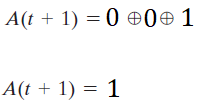 A(t + 1) = 0 ⊕0⊕ 1
A(t + 1) = 1